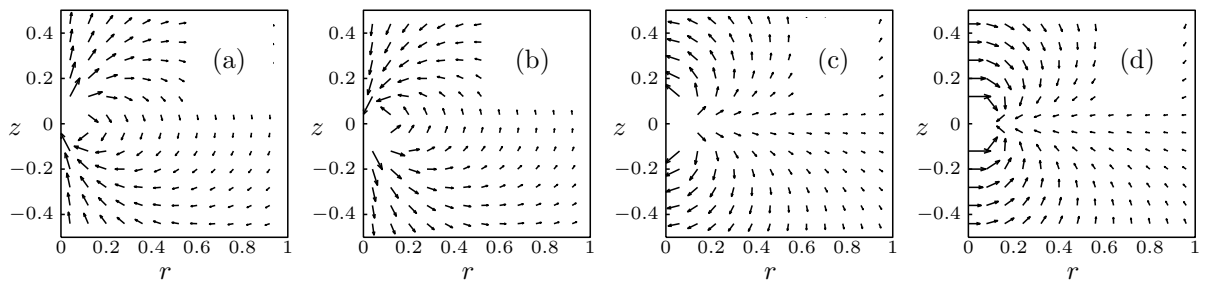 0.4 0.4 0.4 0.4
(a) (b) (c) (d)
0.2 0.2 0.2 0.2
z 0 z 0 z 0 z 0
−0.2 −0.2 −0.2 −0.2
−0.4 −0.4 −0.4 −0.4
0 0.2 0.4 0.6 0.8 1 0 0.2 0.4 0.6 0.8 1 0 0.2 0.4 0.6 0.8 1 0 0.2 0.4 0.6 0.8 1
r r r r